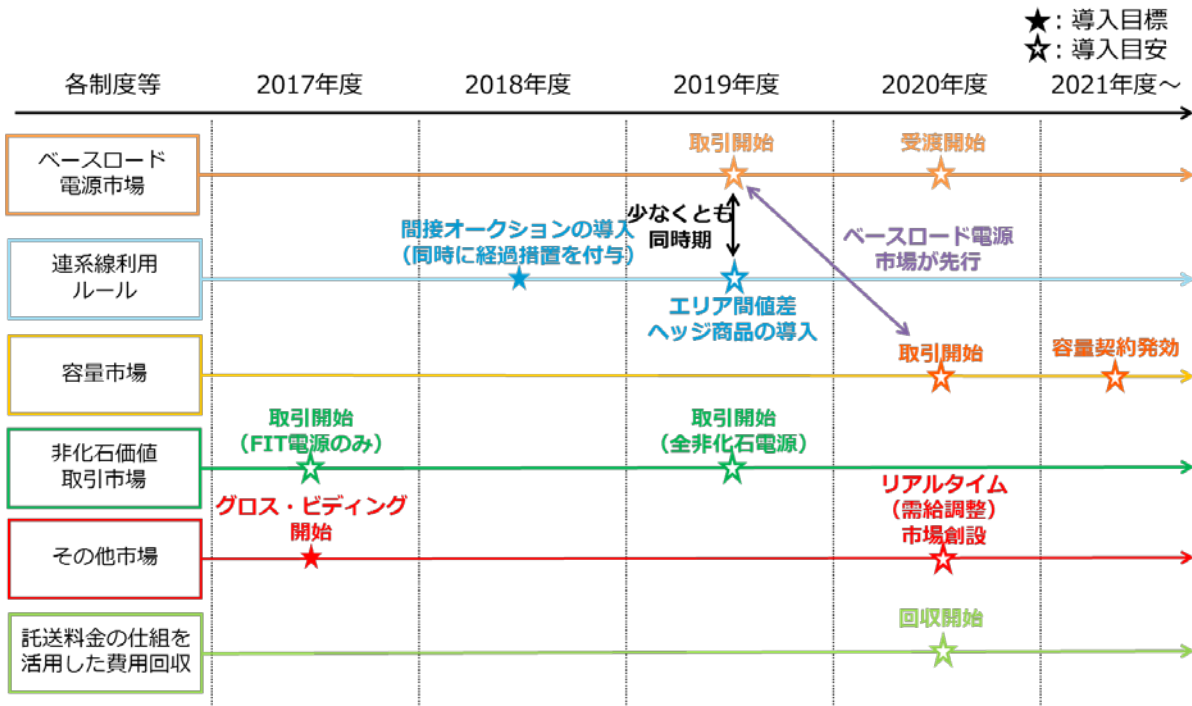 ★：導入目標
☆：導入目安
各制度等 2017年度 2018年度 2019年度 2020年度 2021年度～
ベースロード
電源市場
取引開始
受渡開始
少なくとも
同時期
ベースロード電源
市場が先行
連系線利用
ルール
間接オークションの導入
（同時に経過措置を付与）
エリア間値差
ヘッジ商品の導入
容量市場
取引開始
容量契約発効
非化石価値
取引市場
取引開始
（FIT電源のみ）
取引開始
（全非化石電源）
その他市場
グロス・ビディング
開始
リアルタイム
（需給調整）
市場創設
託送料金の仕組を
活用した費用回収
回収開始